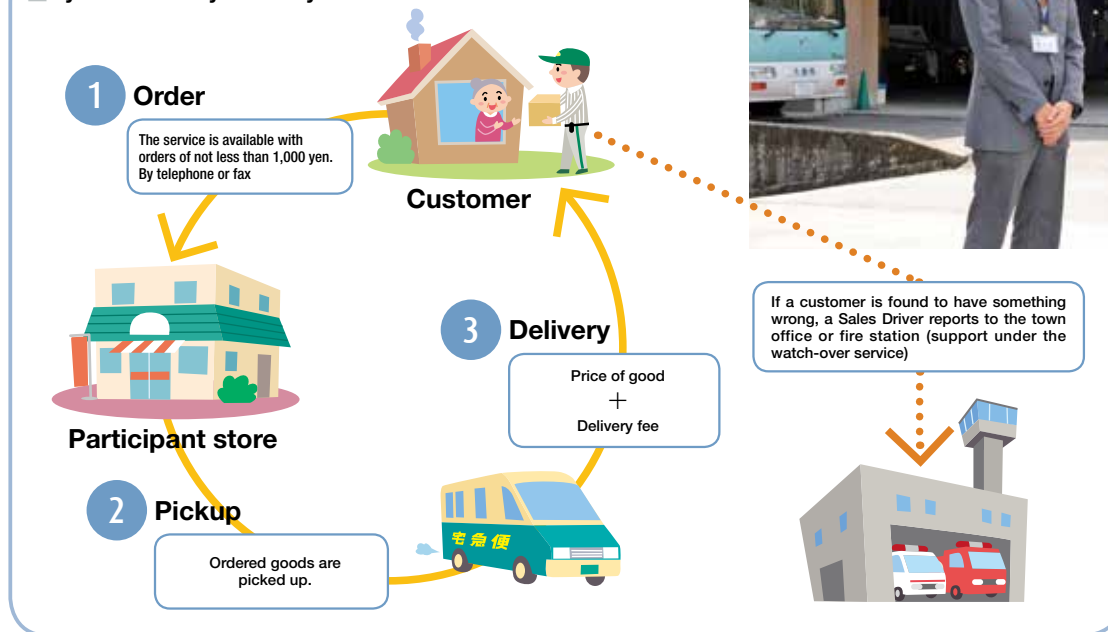 1 Order
The service is available with
orders of not less than 1,000 yen.
By telephone or fax
Customer
Participant store
2 Pickup
Ordered goods are
picked up.
宅急便
3 Delivery
Price of good
+
Delivery fee
If a customer is found to have something
wrong, a Sales Driver reports to the town
office or fire station (support under the
watch-over service)